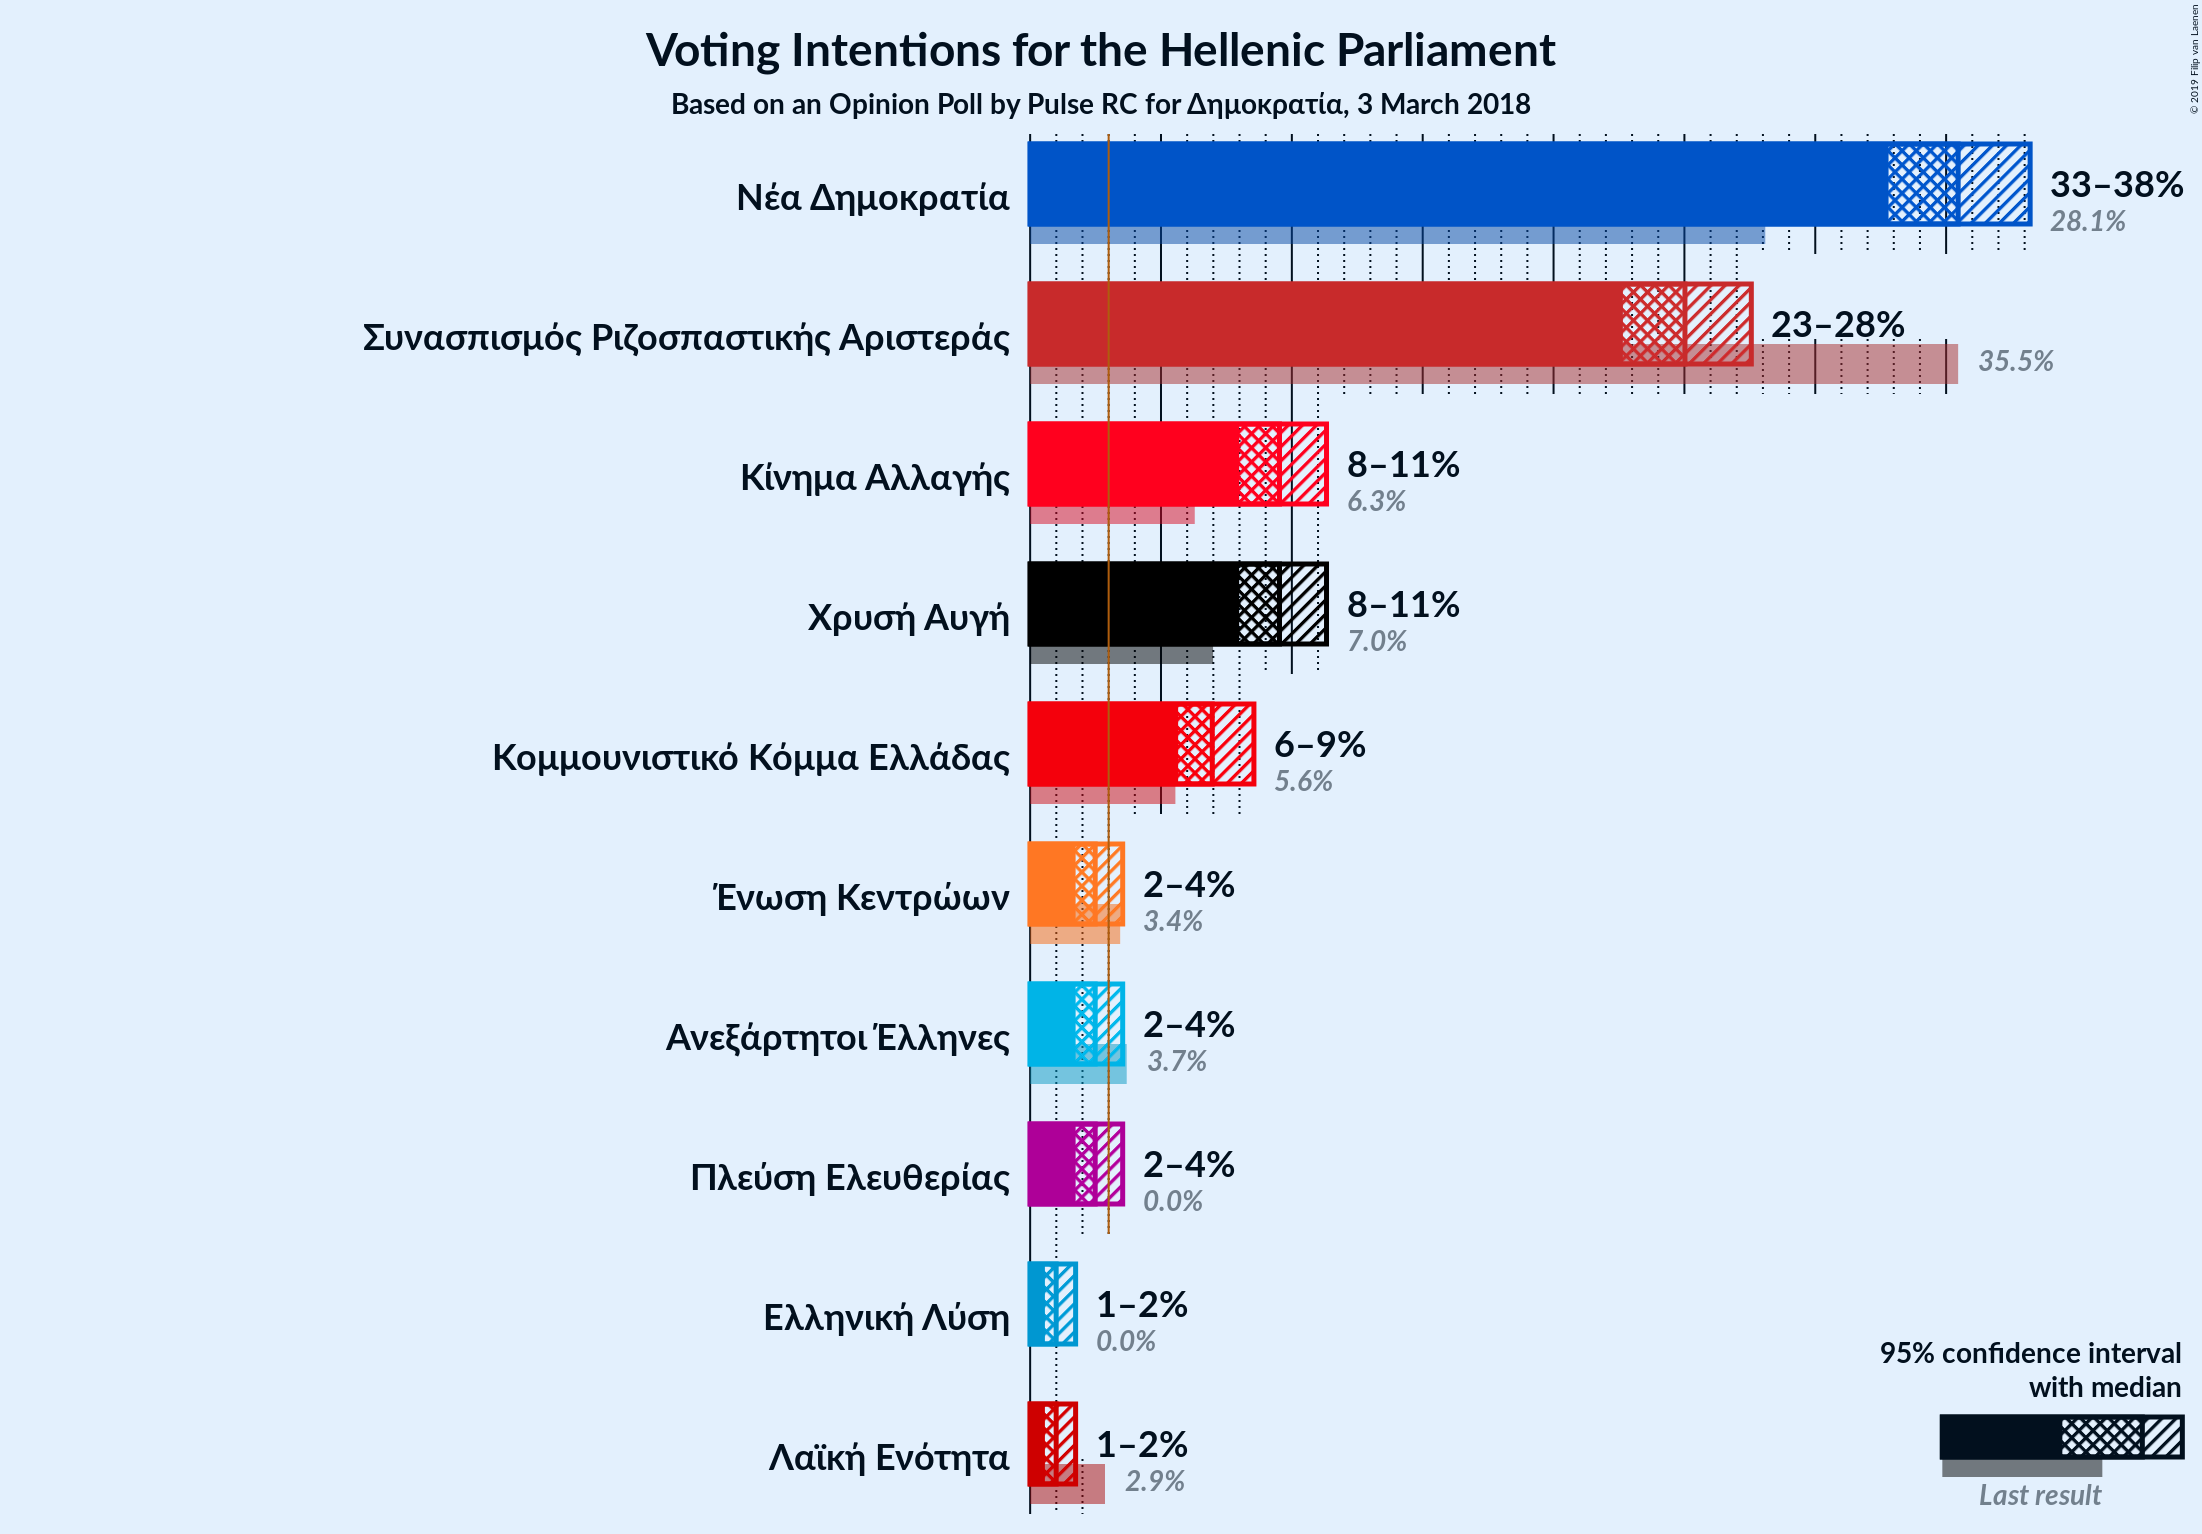 Voting Intentions for the Hellenic Parliament
Based on an Opinion Poll by Pulse RC for Δημοκρατία, 3 March 2018
© 2019 Filip van Laenen
Νέα Δημοκρατία
33–38%
28.1%
Συνασπισμός Ριζοσπαστικής Αριστεράς
23–28%
35.5%
Κίνημα Αλλαγής
8–11%
6.3%
Χρυσή Αυγή
8–11%
7.0%
Κομμουνιστικό Κόμμα Ελλάδας
6–9%
5.6%
Ένωση Κεντρώων
2–4%
3.4%
Ανεξάρτητοι Έλληνες
2–4%
3.7%
Πλεύση Ελευθερίας
2–4%
0.0%
Ελληνική Λύση
1–2%
0.0%
Λαϊκή Ενότητα
1–2%
2.9%
95% confidence interval
with median
Last result